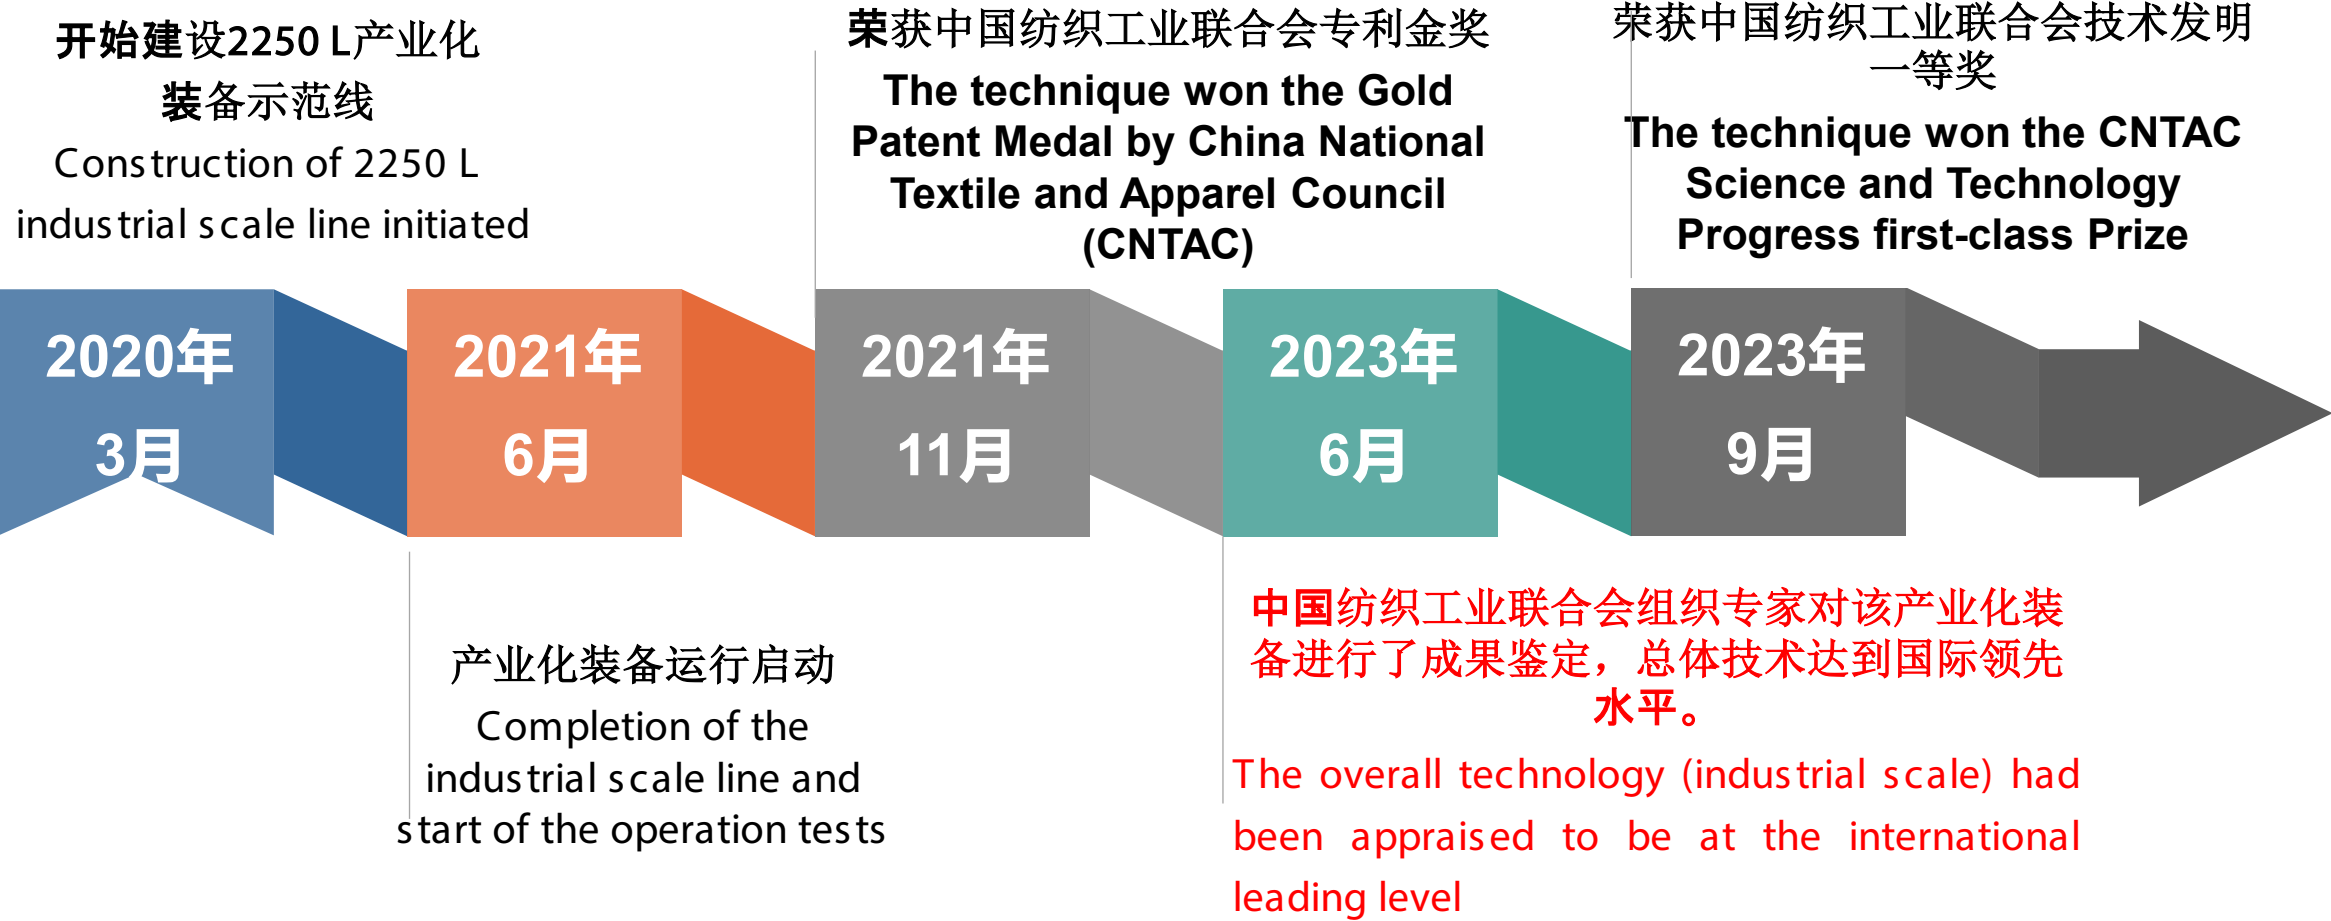 开始建设2250 L产业化
装备示范线
Construction of 2250 L
industrial scale line initiated
荣获中国纺织工业联合会专利金奖
The technique won the Gold
Patent Medal by China National
Textile and Apparel Council
(CNTAC)
荣获中国纺织工业联合会技术发明
一等奖
The technique won the CNTAC
Science and Technology
Progress first-class Prize
2020年
3月
2021年
6月
2021年
11月
2023年
6月
2023年
9月
产业化装备运行启动
Completion of the
industrial scale line and
start of the operation tests
中国纺织工业联合会组织专家对该产业化装
备进行了成果鉴定，总体技术达到国际领先
水平。
The overall technology (industrial scale) had
been appraised to be at the international
leading level